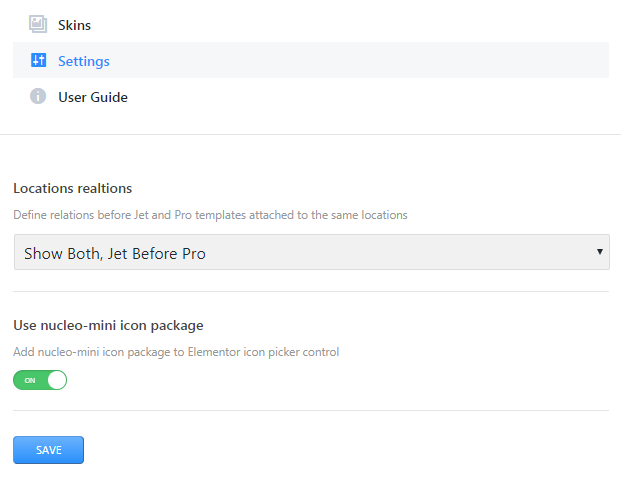 Skins
Settings
User Guide
Locations realtions
Define relations before Jet and Pro templates attached to the same locations
Show Both, Jet Before Pro
Use nucleo-mini icon package
Add nucleo-mini icon package to Elementor icon picker control
ON
SAVE